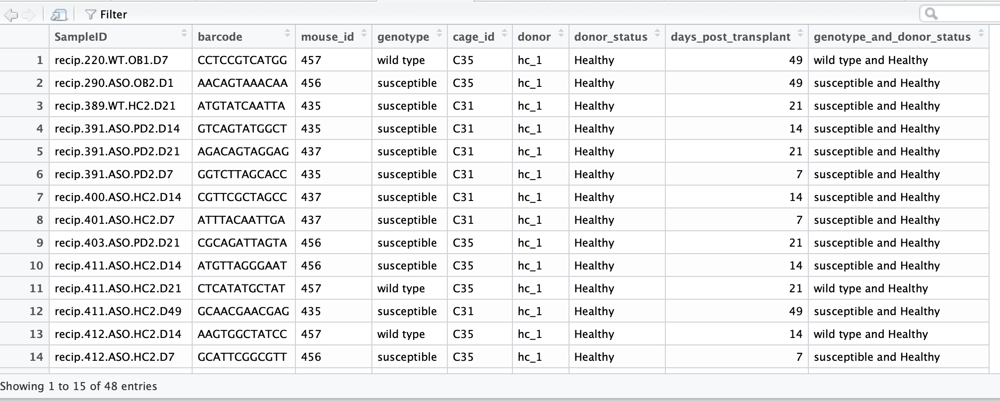 Filter
SampleID barcode mouse_id genotype cage_id donor donor_status days_post_transplant genotype_and_donor_status
1 recip.220.WT.OB1.D7 CCTCCGTCATGG 457 wild type C35 hc_1 Healthy 49 wild type and Healthy
2 recip.290.ASO.OB2.D1 AACAGTAAACAA 456 susceptible C35 hc_1 Healthy 49 susceptible and Healthy
3 recip.389.WT.HC2.D21 ATGTATCAATTA 435 susceptible C31 hc_1 Healthy 21 susceptible and Healthy
4 recip.391.ASO.PD2.D14 GTCAGTATGGCT 435 susceptible C31 hc_1 Healthy 14 susceptible and Healthy
5 recip.391.ASO.PD2.D21 AGACAGTAGGAG 437 susceptible C31 hc_1 Healthy 21 susceptible and Healthy
6 recip.391.ASO.PD2.D7 GGTCTTAGCACC 435 susceptible C31 hc_1 Healthy 7 susceptible and Healthy
7 recip.400.ASO.HC2.D14 CGTTCGCTAGCC 437 susceptible C31 hc_1 Healthy 14 susceptible and Healthy
8 recip.401.ASO.HC2.D7 ATTTACAATTGA 437 susceptible C31 hc_1 Healthy 7 susceptible and Healthy
9 recip.403.ASO.PD2.D21 CGCAGATTAGTA 456 susceptible C35 hc_1 Healthy 21 susceptible and Healthy
10 recip.411.ASO.HC2.D14 ATGTTAGGGAAT 456 susceptible C35 hc_1 Healthy 14 susceptible and Healthy
11 recip.411.ASO.HC2.D21 CTCATATGCTAT 457 wild type C35 hc_1 Healthy 21 wild type and Healthy
12 recip.411.ASO.HC2.D49 GCAACGAACGAG 435 susceptible C31 hc_1 Healthy 49 susceptible and Healthy
13 recip.412.ASO.HC2.D14 AAGTGGCTATCC 457 wild type C35 hc_1 Healthy 14 wild type and Healthy
14 recip.412.ASO.HC2.D7 GCATTCGGCGTT 456 susceptible C35 hc_1 Healthy 7 susceptible and Healthy
Showing 1 to 15 of 48 entries